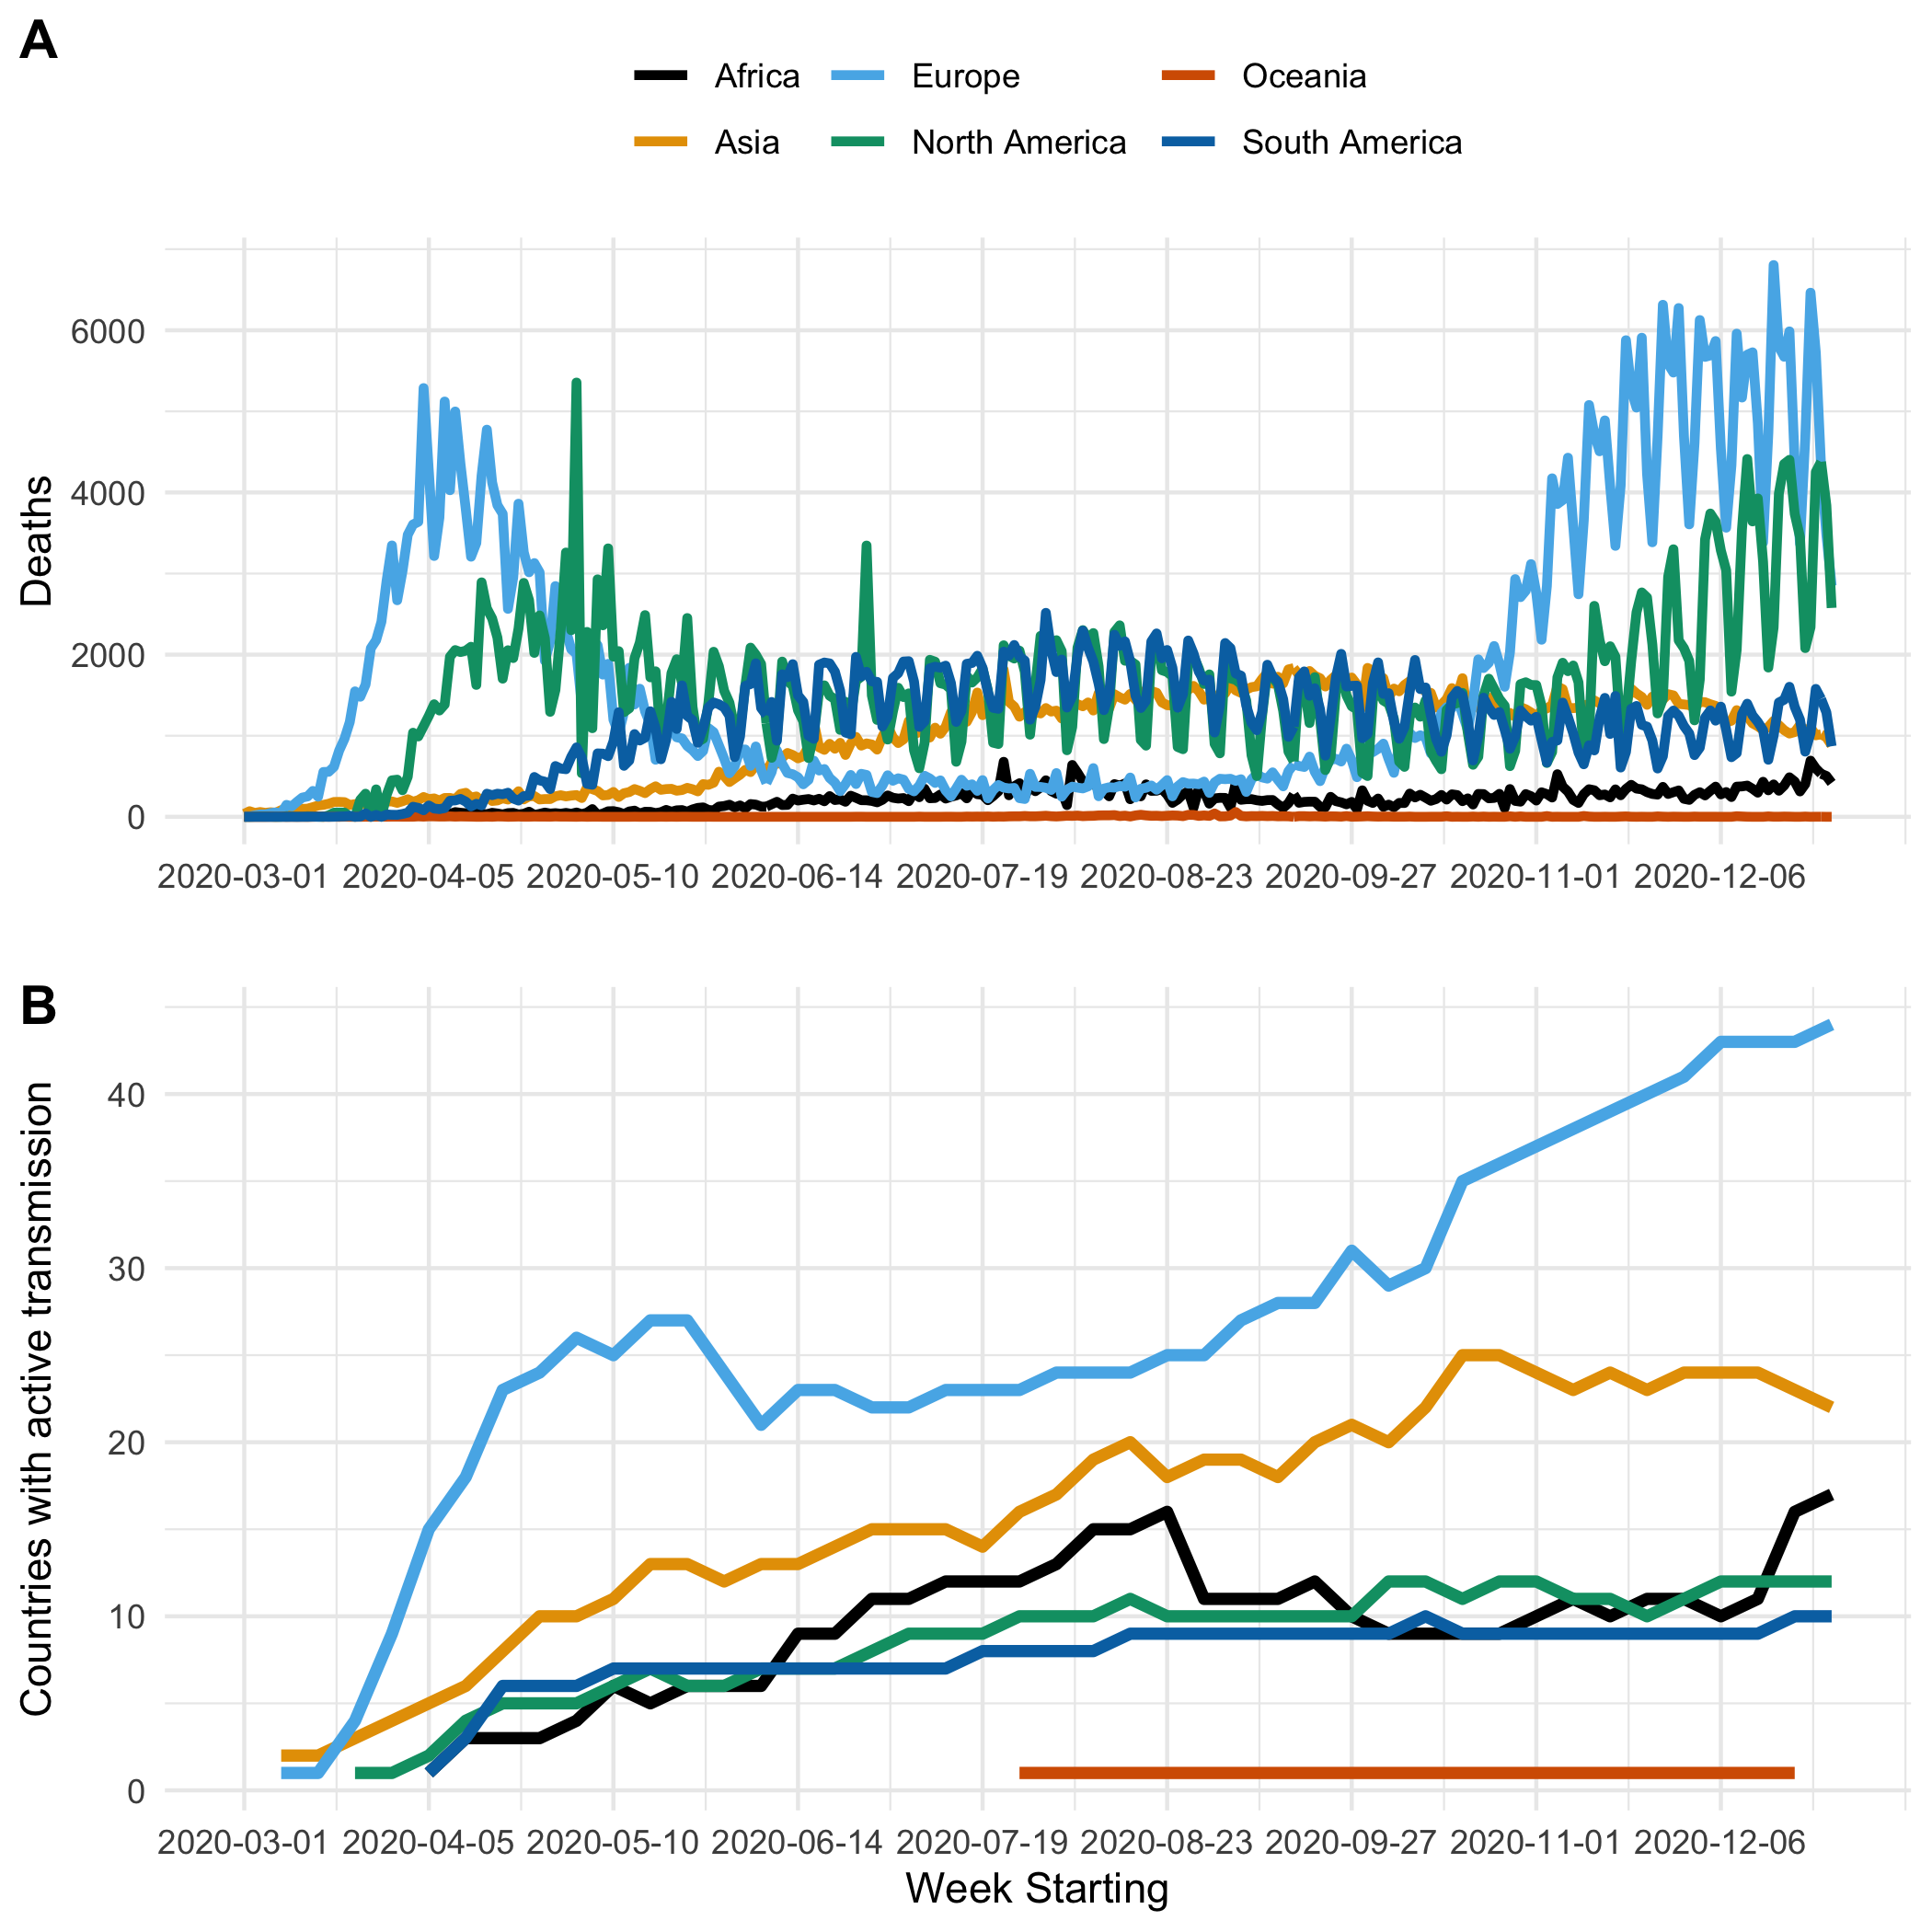 A
Africa Europe Oceania
Asia North America South America
Deaths
6000
4000
2000
0
2020-03-01 2020-04-05 2020-05-10 2020-06-14 2020-07-19 2020-08-23 2020-09-27 2020-11-01 2020-12-06
B
Countries with active transmission
40
30
20
10
0
2020-03-01 2020-04-05 2020-05-10 2020-06-14 2020-07-19 2020-08-23 2020-09-27 2020-11-01 2020-12-06
Week Starting